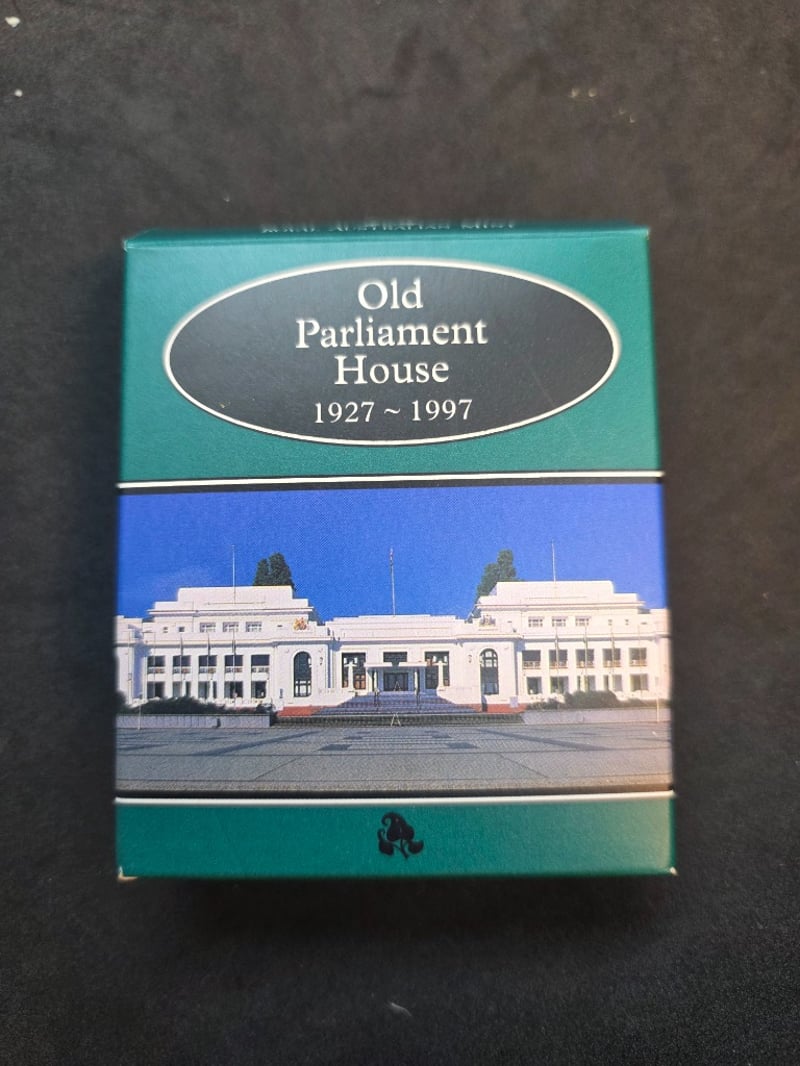 Old
Parliament
House
1927 ~ 1997